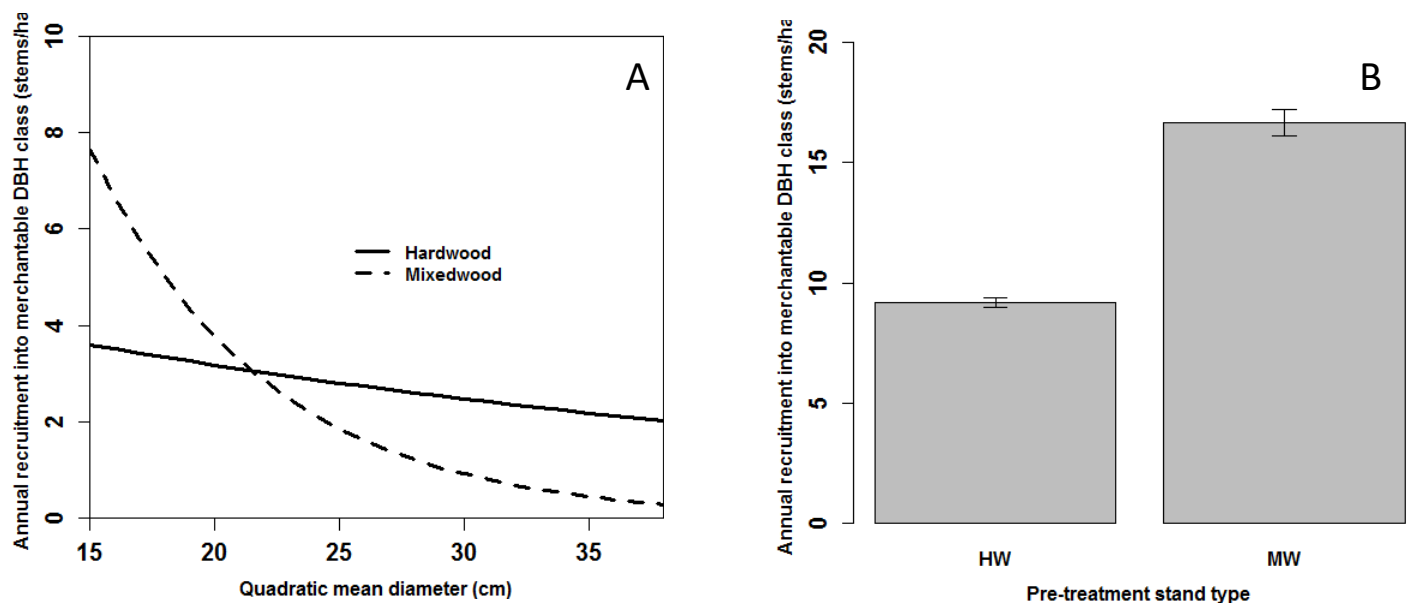 Annual recruitment into merchantable DBH class (stems/ha
10
8
6
4
2
0
A
Hardwood
Mixedwood
15
20
25
30
35
Quadratic mean diameter (cm)
Annual recruitment into merchantable DBH class (stems/ha
20
15
10
5
0
B
HW
MW
Pre-treatment stand type